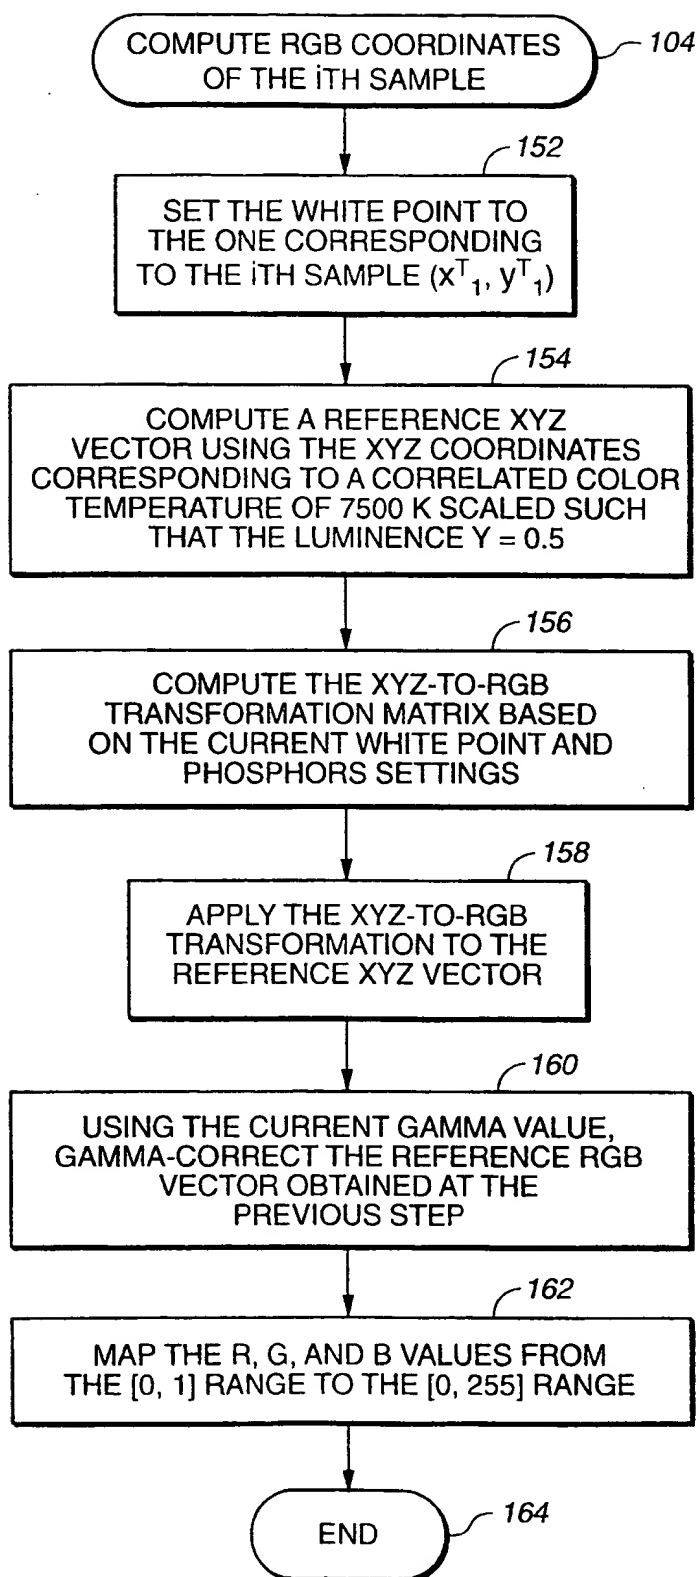 COMPUTE RGB COORDINATES
OF THE iTH SAMPLE
104
152
SET THE WHITE POINT TO
THE ONE CORRESPONDING
TO THE iTH SAMPLE (xᵀ₁, yᵀ₁)
154
COMPUTE A REFERENCE XYZ
VECTOR USING THE XYZ COORDINATES
CORRESPONDING TO A CORRELATED COLOR
TEMPERATURE OF 7500 K SCALED SUCH
THAT THE LUMINENCE Y = 0.5
156
COMPUTE THE XYZ-TO-RGB
TRANSFORMATION MATRIX BASED
ON THE CURRENT WHITE POINT AND
PHOSPHORS SETTINGS
158
APPLY THE XYZ-TO-RGB
TRANSFORMATION TO THE
REFERENCE XYZ VECTOR
160
USING THE CURRENT GAMMA VALUE,
GAMMA-CORRECT THE REFERENCE RGB
VECTOR OBTAINED AT THE
PREVIOUS STEP
162
MAP THE R, G, AND B VALUES FROM
THE [0, 1] RANGE TO THE [0, 255] RANGE
END
164